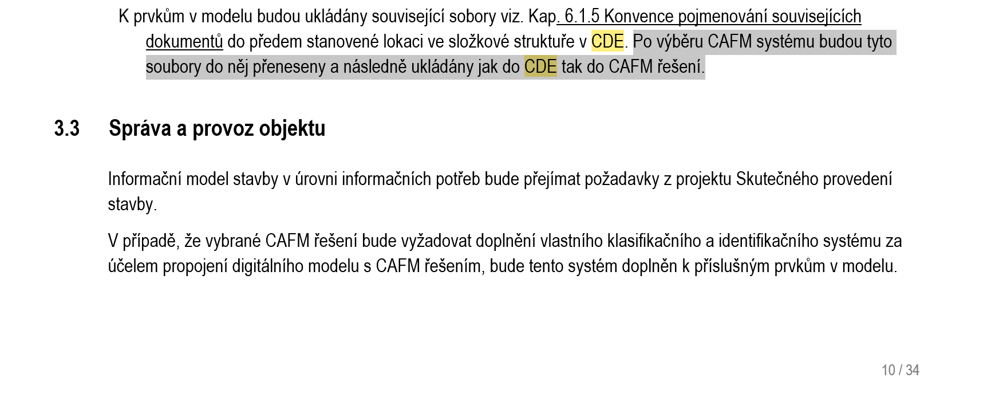 K prvkům v modelu budou ukládány související sobory viz. Kap. 6.1.5 Konvence pojmenování souvisejících
dokumentů do předem stanovené lokaci ve složkové struktuře v CDE. Po výběru CAFM systému budou tyto
soubory do něj přeneseny a následně ukládány jak do CDE tak do CAFM řešení.
3.3 Správa a provoz objektu
Informační model stavby v úrovni informačních potřeb bude přejímat požadavky z projektu Skutečného provedení
stavby.
V případě, že vybrané CAFM řešení bude vyžadovat doplnění vlastního klasifikačního a identifikačního systému za
účelem propojení digitálního modelu s CAFM řešením, bude tento systém doplněn k příslušným prvkům v modelu.
10 / 34